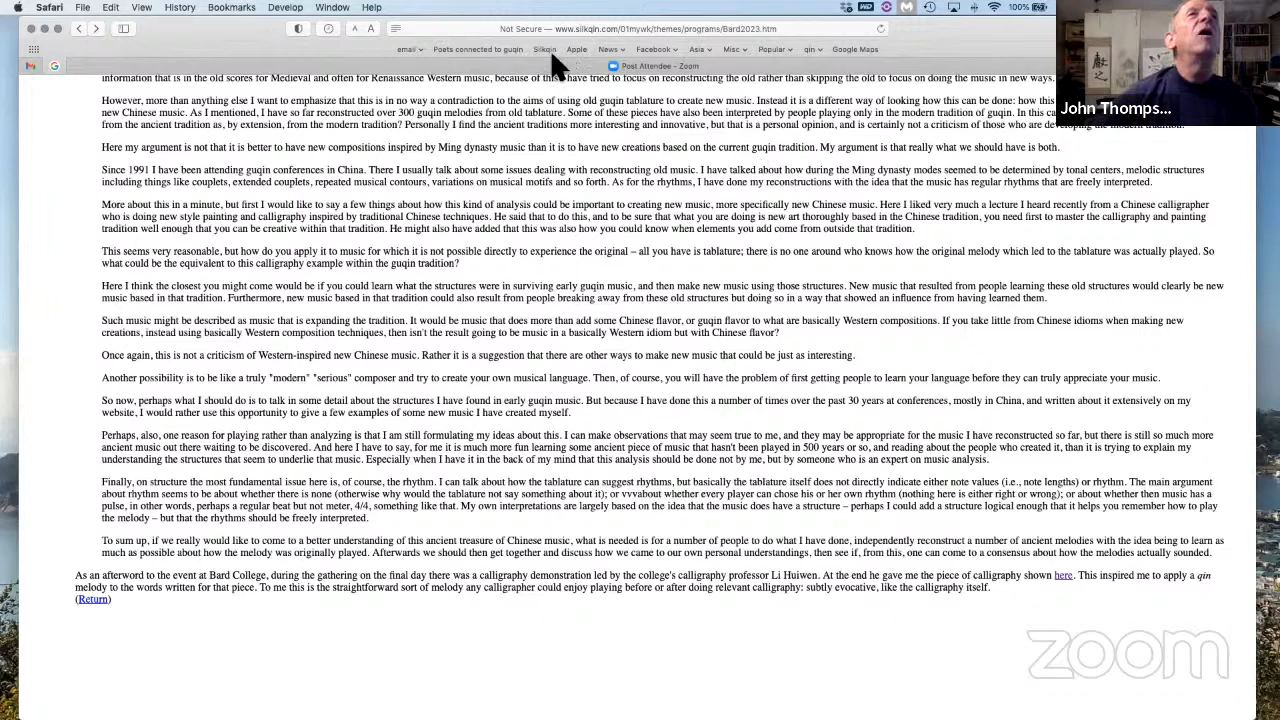 Safari File Edit View History Bookmarks Window Help
Not Secure — www.silkqin.com/01mywk/themes/programs/Bard2023.htm
email Poets connected to guqin Silkqin Apple News Facebook Asia Misc Popular qin Google Maps
Post Attendee - Zoom
John Thomps...
information that is in the old scores for Medieval and often for Renaissance Western music, because of this I have tried to focus on reconstructing the old rather than skipping the old to focus on doing the music in new ways.
However, more than anything else I want to emphasize that this is in no way a contradiction to the aims of using old guqin tablature to create new music. Instead it is a different way of looking how this can be done: how this
new Chinese music. As I mentioned, I have so far reconstructed over 300 guqin melodies from old tablature. Some of these pieces have also been interpreted by people playing only in the modern tradition of guqin. In this
from the ancient tradition as, by extension, from the modern tradition? Personally I find the ancient traditions more interesting and innovative, but that is a personal opinion, and is certainly not a criticism of those who are developing the modern tradition.
Here my argument is not that it is better to have new compositions inspired by Ming dynasty music than it is to have new creations based on the current guqin tradition. My argument is that really what we should have is both.
Since 1991 I have been attending guqin conferences in China. There I usually talk about some issues dealing with reconstructing old music. I have talked about how during the Ming dynasty modes seemed to be determined by tonal centers, melodic structures
including things like couplets, extended couplets, repeated musical contours, variations on musical motifs and so forth. As for the rhythms, I have done my reconstructions with the idea that the music has regular rhythms that are freely interpreted.
More about this in a minute, but first I would like to say a few things about how this kind of analysis could be important to creating new music, more specifically new Chinese music. Here I liked very much a lecture I heard recently from a Chinese calligrapher
who is doing new style painting and calligraphy inspired by traditional Chinese techniques. He said that to do this, and to be sure that what you are doing is new art thoroughly based in the Chinese tradition, you need first to master the calligraphy and painting
tradition well enough that you can be creative within that tradition. He might also have added that this was also how you could know when elements you add come from outside that tradition.
This seems very reasonable, but how do you apply it to music for which it is not possible directly to experience the original – all you have is tablature; there is no one around who knows how the original melody which led to the tablature was actually played. So
what could be the equivalent to this calligraphy example within the guqin tradition?
Here I think the closest you might come would be if you could learn what the structures were in surviving early guqin music, and then make new music using those structures. New music that resulted from people learning these old structures would clearly be new
music based in that tradition. Furthermore, new music based in that tradition could also result from people breaking away from these old structures but doing so in a way that showed an influence from having learned them.
Such music might be described as music that is expanding the tradition. It would be music that does more than add some Chinese flavor, or guqin flavor to what are basically Western compositions. If you take little from Chinese idioms when making new
creations, instead using basically Western composition techniques, then isn't the result going to be music in a basically Western idiom but with Chinese flavor?
Once again, this is not a criticism of Western-inspired new Chinese music. Rather it is a suggestion that there are other ways to make new music that could be just as interesting.
Another possibility is to be like a truly "modern" "serious" composer and try to create your own musical language. Then, of course, you will have the problem of first getting people to learn your language before they can truly appreciate your music.
So now, perhaps what I should do is to talk in some detail about the structures I have found in early guqin music. But because I have done this a number of times over the past 30 years at conferences, mostly in China, and written about it extensively on my
website, I would rather use this opportunity to give a few examples of some new music I have created myself.
Perhaps, also, one reason for playing rather than analyzing is that I am still formulating my ideas about this. I can make observations that may seem true to me, and they may be appropriate for the music I have reconstructed so far, but there is still so much more
ancient music out there waiting to be discovered. And here I have to say, for me it is much more fun learning some ancient piece of music that hasn't been played in 500 years or so, and reading about the people who created it, than it is trying to explain my
understanding the structures that seem to underlie that music. Especially when I have it in the back of my mind that this analysis should be done not by me, but by someone who is an expert on music analysis.
Finally, on structure the most fundamental issue here is, of course, the rhythm. I can talk about how the tablature can suggest rhythms, but basically the tablature itself does not directly indicate either note values (i.e., note lengths) or rhythm. The main argument
about rhythm seems to be about whether there is none (otherwise why would the tablature not say something about it); or vvvabout whether every player can chose his or her own rhythm (nothing here is either right or wrong); or about whether then music has a
pulse, in other words, perhaps a regular beat but not meter, 4/4, something like that. My own interpretations are largely based on the idea that the music does have a structure – perhaps I could add a structure logical enough that it helps you remember how to play
the melody – but that the rhythms should be freely interpreted.
To sum up, if we really would like to come to a better understanding of this ancient treasure of Chinese music, what is needed is for a number of people to do what I have done, independently reconstruct a number of ancient melodies with the idea being to learn as
much as possible about how the melody was originally played. Afterwards we should then get together and discuss how we came to our own personal understandings, then see if, from this, one can come to a consensus about how the melodies actually sounded.
As an afterword to the event at Bard College, during the gathering on the final day there was a calligraphy demonstration led by the college's calligraphy professor Li Huiwen. At the end he gave me the piece of calligraphy shown here. This inspired me to apply a qin
melody to the words written for that piece. To me this is the straightforward sort of melody any calligrapher could enjoy playing before or after doing relevant calligraphy: subtly evocative, like the calligraphy itself.
(Return)
zoom